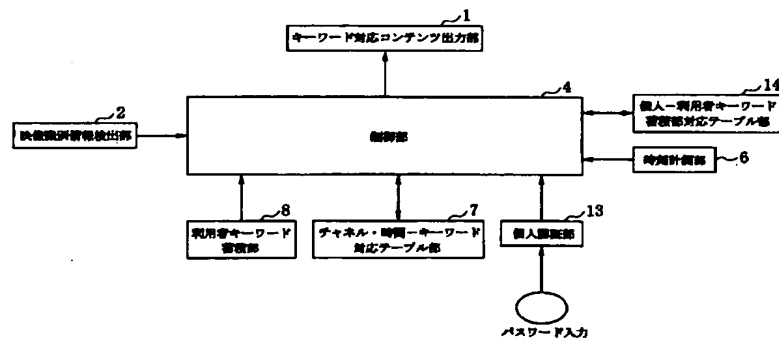 1
キーワード対応コンテンツ出力部
4
14
個人－利用者キーワード
蓄積部対応テーブル部
2
映像識別情報検出部
制御部
時刻計測部
6
8
利用者キーワード
蓄積部
7
チャネル・時間－キーワード
対応テーブル部
13
個人認証部
パスワード入力